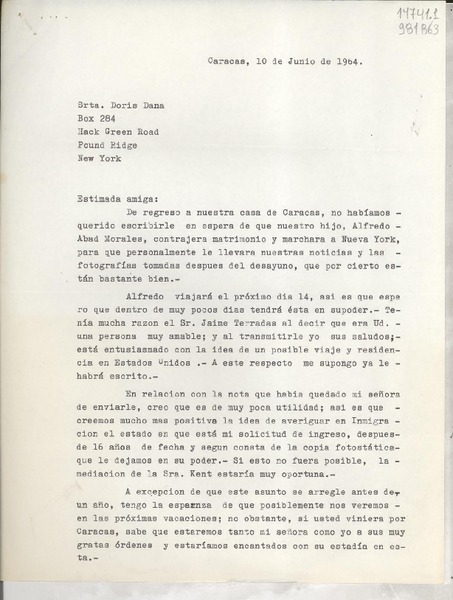 147411
981863
Caracas, 10 de Junio de 1964.
Srta. Doris Dana
Box 284
Hack Green Road
Pound Ridge
New York
Estimada amiga:
De regreso a nuestra casa de Caracas, no habíamos -
querido escribirle en espera de que nuestro hijo, Alfredo -
Abad Morales, contrajera matrimonio y marchara a Nueva York,
para que personalmente le llevara nuestras noticias y las -
fotografías tomadas despues del desayuno, que por cierto es-
tán bastante bien.-
Alfredo viajará el próximo dia 14, asi es que espe
ro que dentro de muy pocos dias tendrá ésta en supoder.- Te-
nía mucha razon el Sr. Jaime Terradas al decir que era Ud. -
una persona muy amable; y al transmitirle yo sus saludos;-
está entusiasmado con la idea de un posible viaje y residen-
cia en Estados Unidos .- A este respecto me supongo ya le -
habrá escrito.-
En relacion con la nota que había quedado mi señora
de enviarle, creo que es de muy poca utilidad; asi es que -
creemos mucho mas positiva la idea de averiguar en Inmigra -
cion el estado en que está mi solicitud de ingreso, despues-
de 16 años de fecha y segun consta de la copia fotostática-
que le dejamos en su poder.- Si esto no fuera posible, la -
mediacion de la Sra. Kent estaría muy oportuna.-
A excepcion de que este asunto se arregle antes de
un año, tengo la esparnza de que posiblemente nos veremos -
en las próximas vacaciones; no obstante, si usted viniera por
Caracas, sabe que estaremos tanto mi señora como yo a sus muy
gratas órdenes y estaríamos encantados con su estadía en es-
ta.-